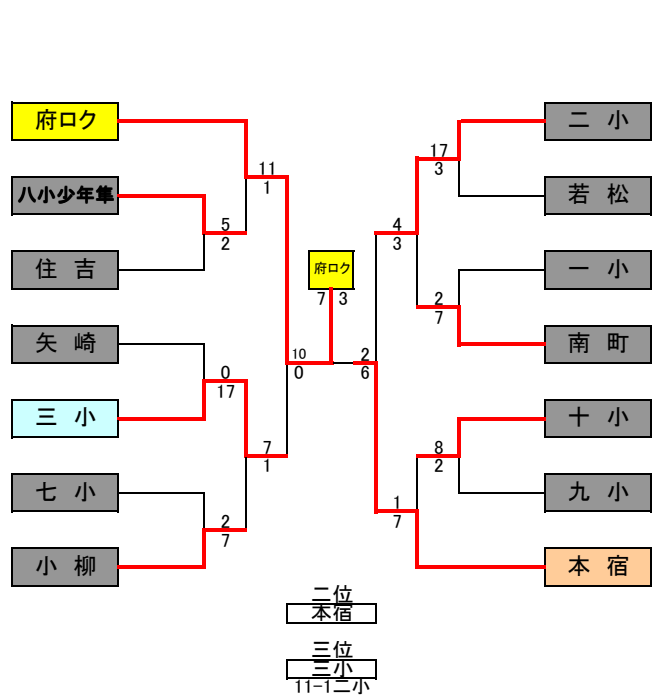 府ロク
二 小
17
3
11
1
八小少年隼
若 松
5
2
4
3
住 吉
府ロク
一 小
7 3
2
7
矢 崎
南 町
10
0
2
6
0
17
三 小
十 小
7
1
8
2
七 小
九 小
2
7
1
7
小 柳
本 宿
二位
本宿
三位
三小
11-1二小